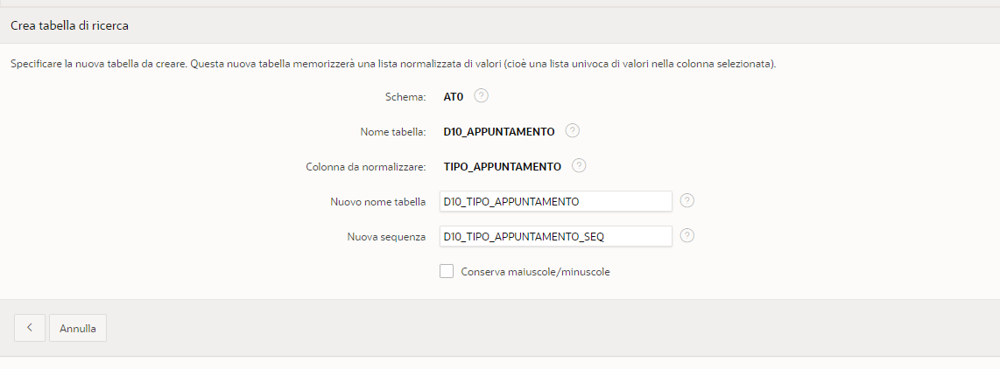 Crea tabella di ricerca
Specificare la nuova tabella da creare. Questa nuova tabella memorizzerà una lista normalizzata di valori (cioè una lista univoca di valori nella colonna selezionata).
Schema: AT0 ?
Nome tabella: D10_APPUNTAMENTO ?
Colonna da normalizzare: TIPO_APPUNTAMENTO ?
Nuovo nome tabella D10_TIPO_APPUNTAMENTO ?
Nuova sequenza D10_TIPO_APPUNTAMENTO_SEQ ?
Conserva maiuscole/minuscole
Annulla